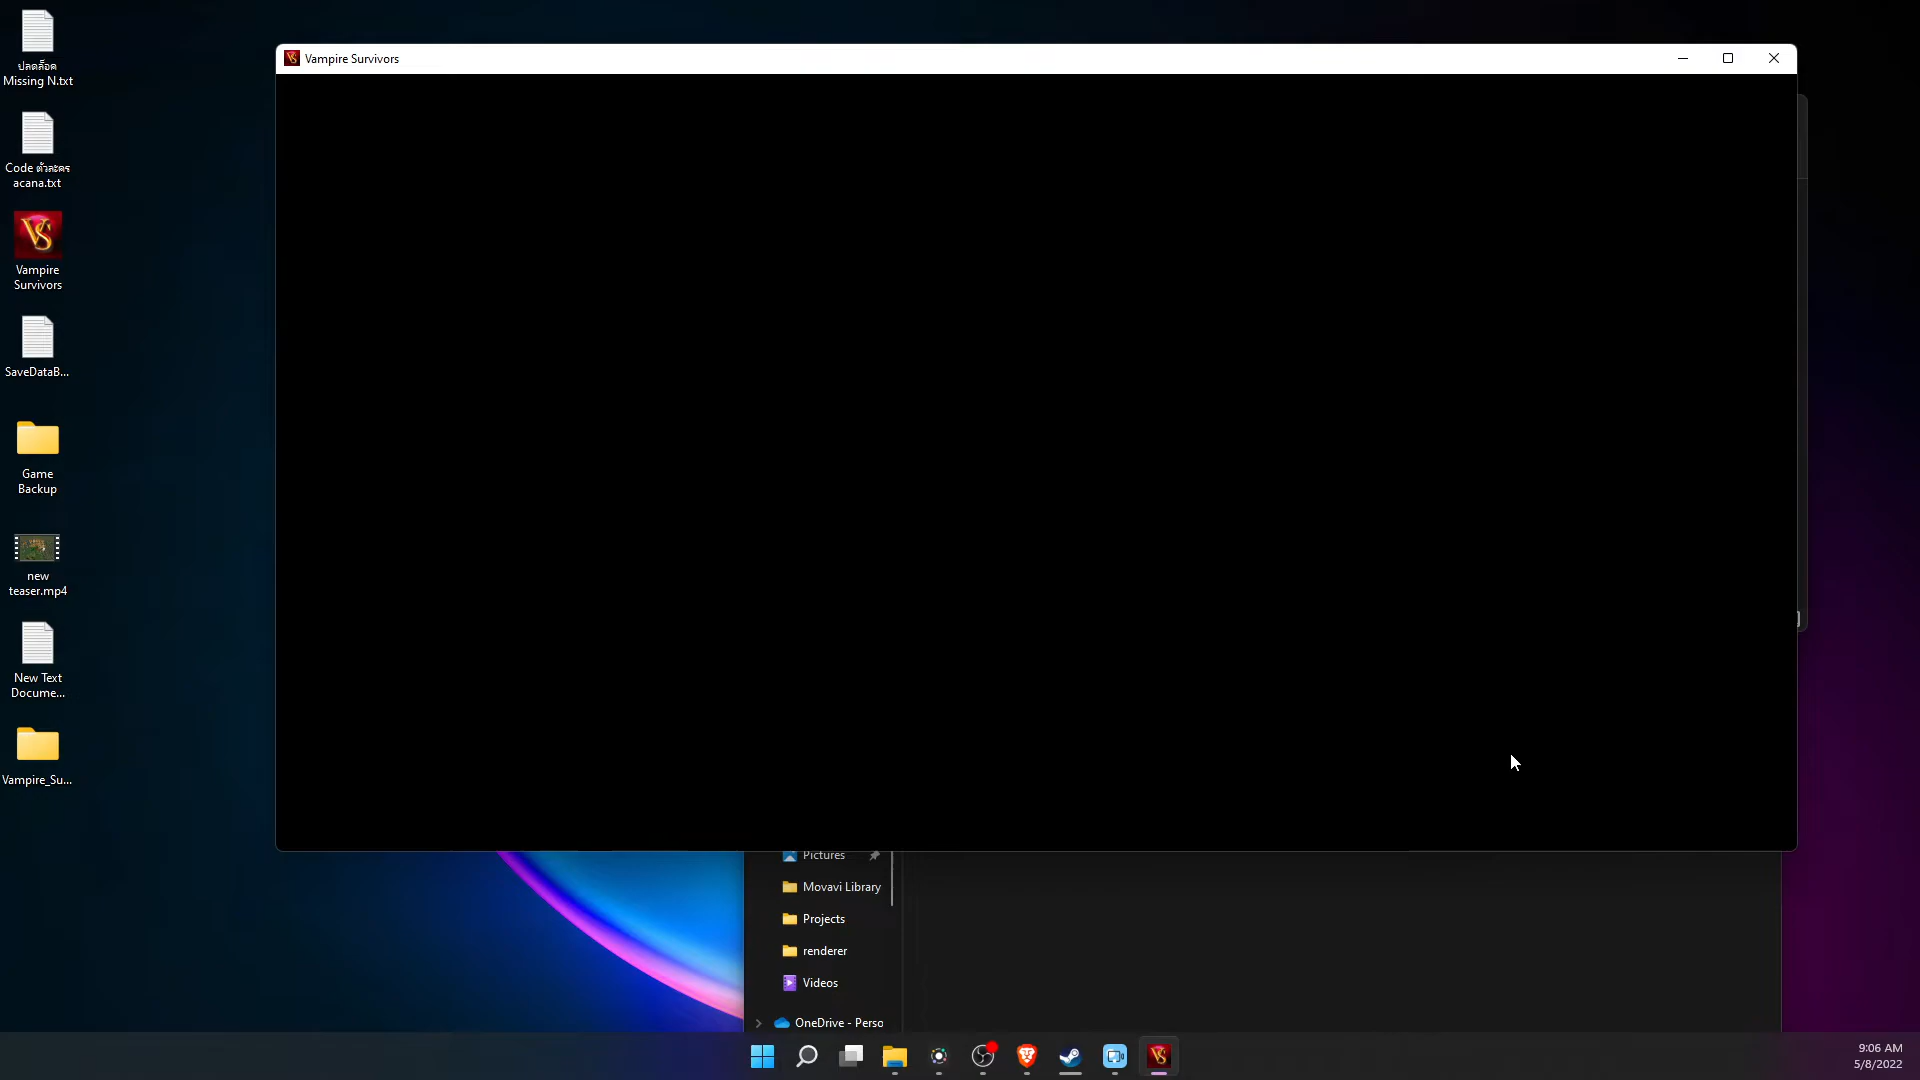 ปลดล็อค
Missing N.txt
Code ตัวละคร
acana.txt
Vampire
Survivors
SaveDataB...
Game
Backup
new
teaser.mp4
New Text
Docume...
Vampire_Su...
Vampire Survivors
Pictures
Movavi Library
Projects
renderer
Videos
OneDrive - Perso
9:06 AM
5/8/2022